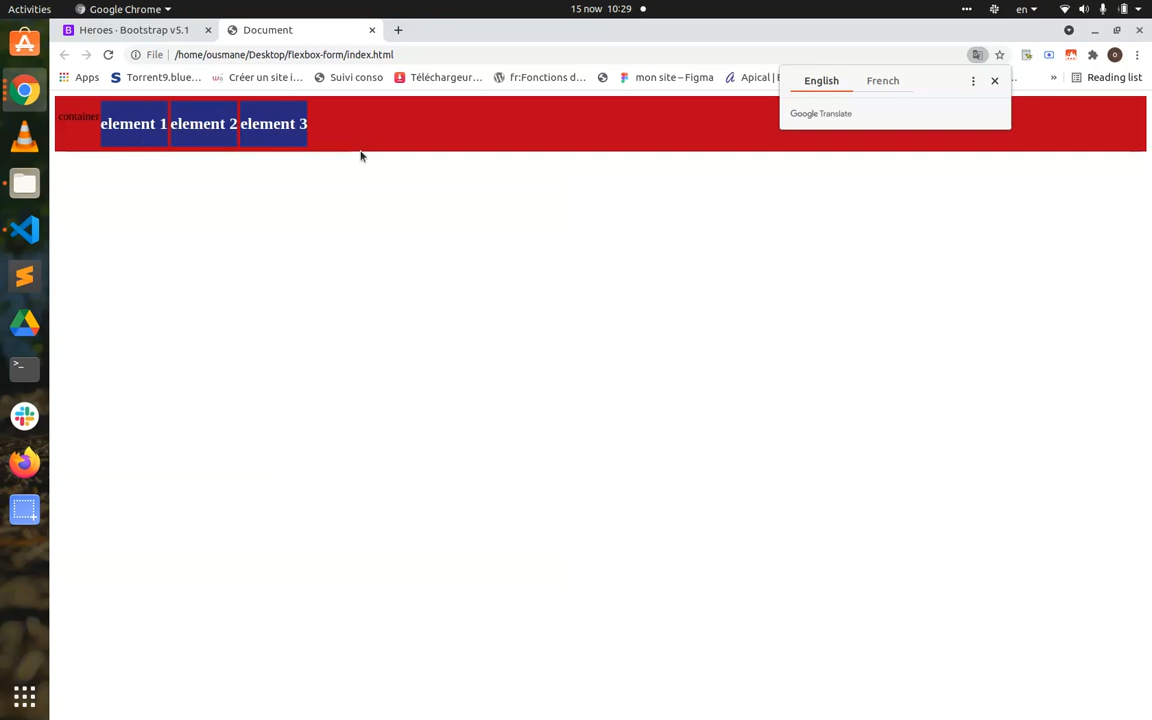 Activities
Google Chrome
15 now 10:29
en
Heroes · Bootstrap v5.1
Document
File
/home/ousmane/Desktop/flexbox-form/index.html
o
Apps
Torrent9.blue...
Créer un site i...
Suivi conso
Téléchargeur...
fr:Fonctions d...
mon site – Figma
Apical | B
»
Reading list
English
French
Google Translate
container
element 1
element 2
element 3